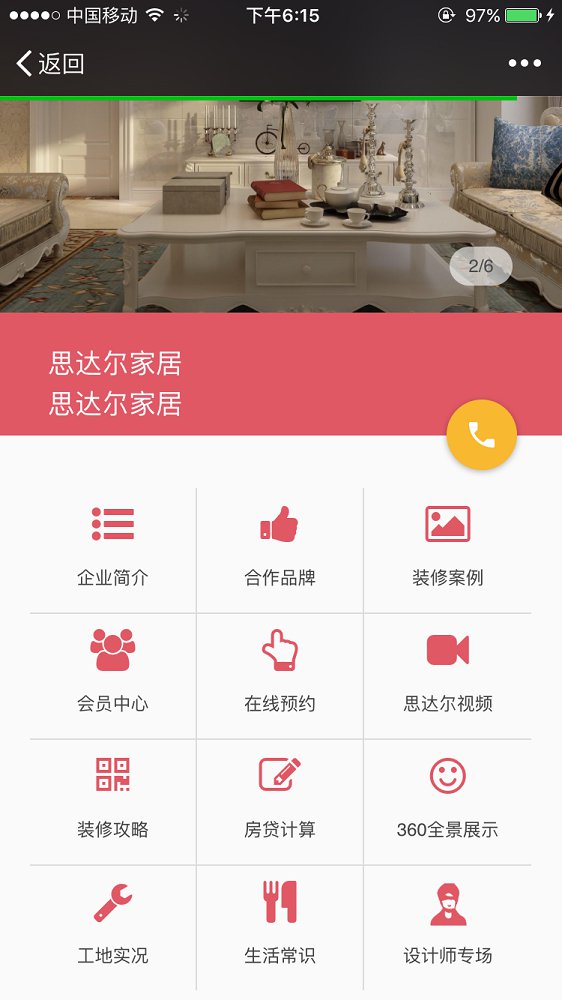 中国移动 下午6:15 97%
返回
2/6
思达尔家居
思达尔家居
企业简介 合作品牌 装修案例
会员中心 在线预约 思达尔视频
装修攻略 房贷计算 360全景展示
工地实况 生活常识 设计师专场